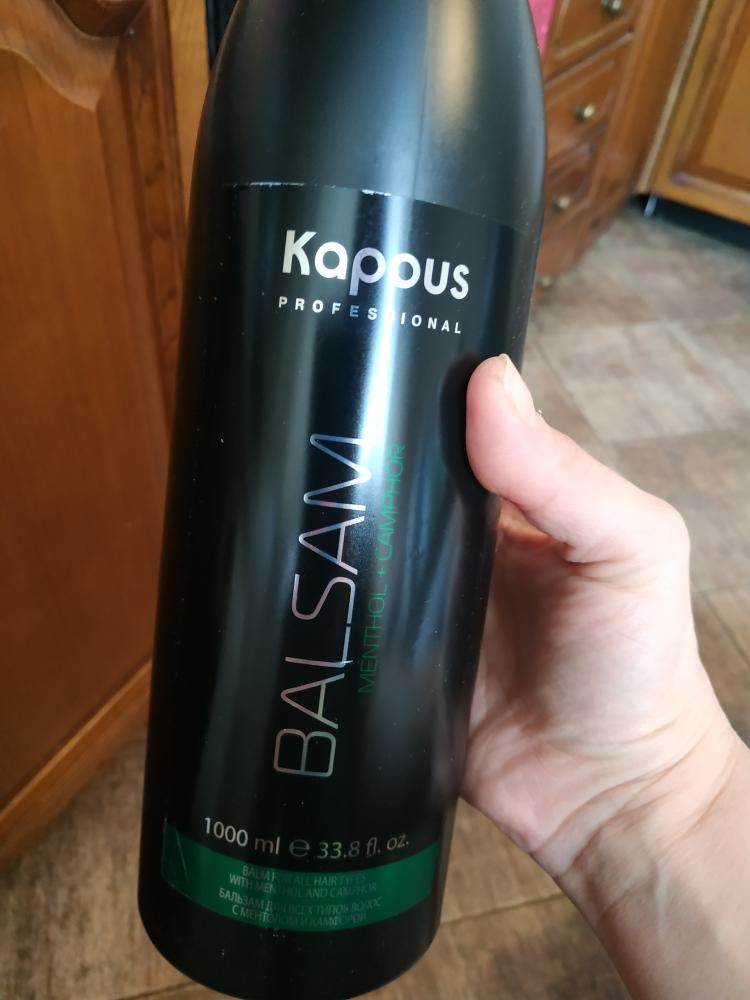 Kapous
PROFESSIONAL
BALSAM
MENTHOL + CAMPHOR
1000 ml ℮ 33.8 fl. oz.
BALM FOR ALL HAIR TYPES
WITH MENTHOL AND CAMPHOR
БАЛЬЗАМ ДЛЯ ВСЕХ ТИПОВ ВОЛОС
С МЕНТОЛОМ И КАМФОРОЙ